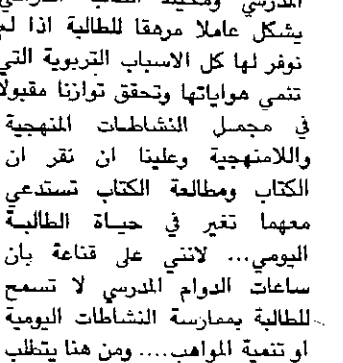 المدرسي
يشكل عاملا مرهقا للطالبة اذا لم
نوفر لها كل الاسباب التربوية التي
تنمي هواياتها وتحقق توازنا مقبولا
في مجمل النشاطات المنهجية
واللامنهجية وعلينا ان نقر ان
الكتاب ومطالعة الكتاب تستدعي
معهما تغير في حياة الطالبة
اليومي... لانني على قناعة بان
ساعات الدوام المدرسي لا تسمح
للطالبة بممارسة النشاطات اليومية
او تنمية المواهب.... ومن هنا يتطلب